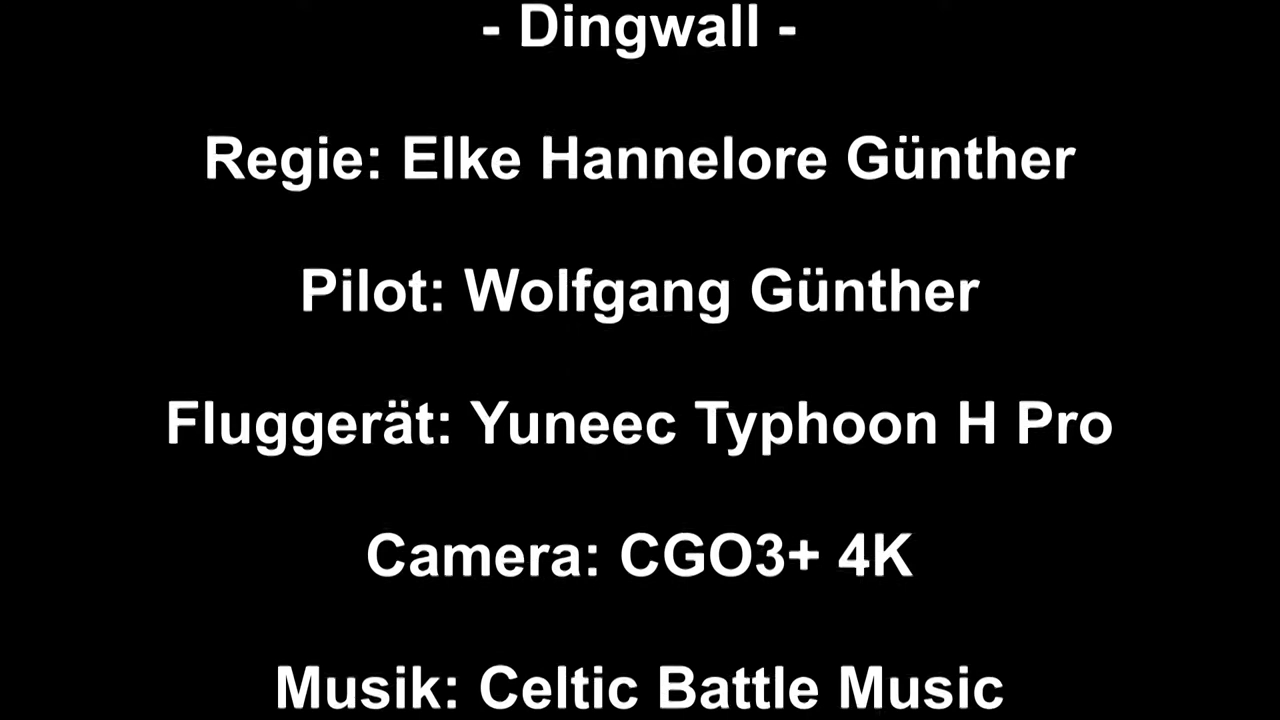 - Dingwall -
Regie: Elke Hannelore Günther
Pilot: Wolfgang Günther
Fluggerät: Yuneec Typhoon H Pro
Camera: CGO3+ 4K
Musik: Celtic Battle Music